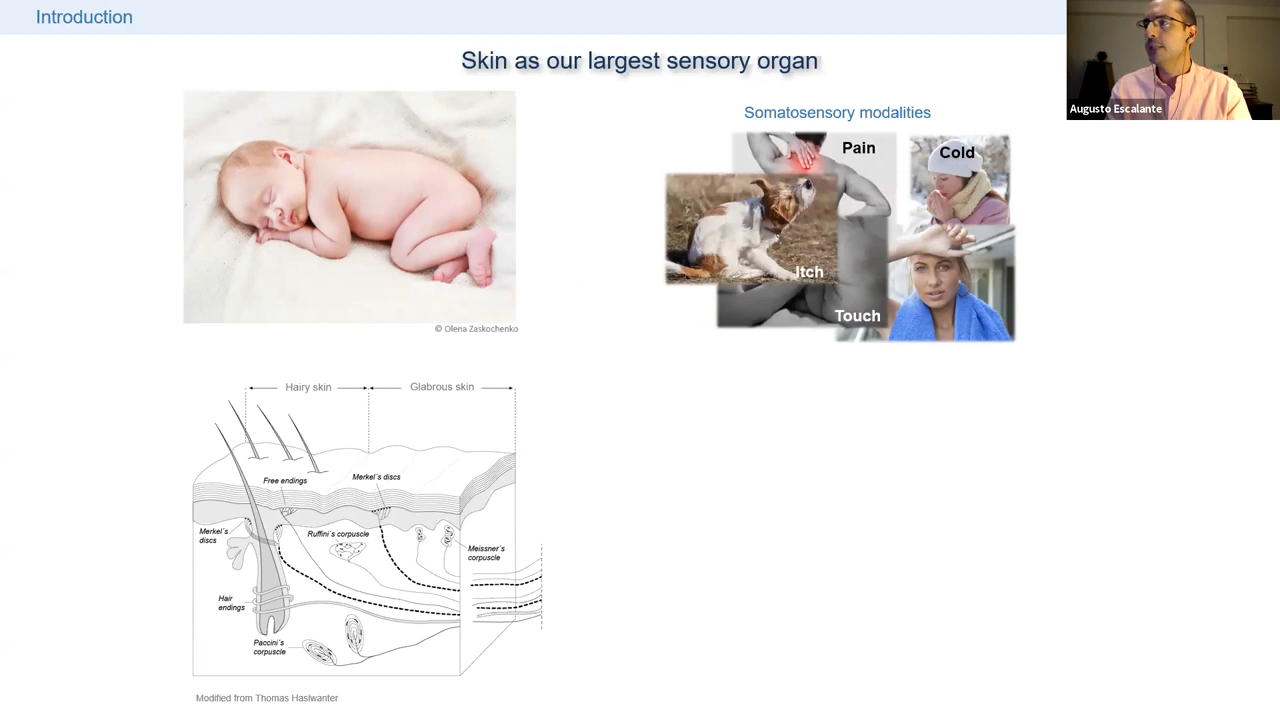 Introduction
Augusto Escalante
Skin as our largest sensory organ
Somatosensory modalities
Pain
Cold
Itch
Touch
© Olena Zaskochenko
Hairy skin
Glabrous skin
Free endings
Merkel´s discs
Merkel´s
discs
Ruffini´s corpuscle
Meissner´s
corpuscle
Hair
endings
Paccini´s
corpuscle
Modified from Thomas Haslwanter